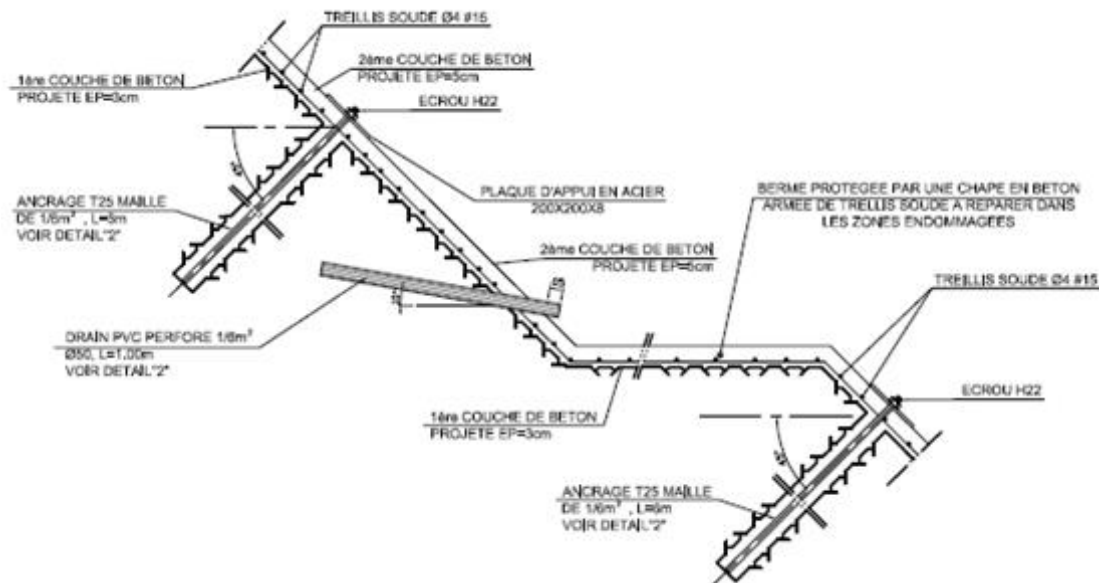 TREILLIS SOUDE Ø4 #15
2ème COUCHE DE BETON
PROJETE EP=5cm
1ère COUCHE DE BETON
PROJETE EP=3cm
ECROU H22
PLAQUE D'APPUI EN ACIER
200X200X8
BERME PROTEGEE PAR UNE CHAPE EN BETON
ARMEE DE TREILLIS SOUDE A REPARER DANS
LES ZONES ENDOMMAGEES
ANCRAGE T25 MAILLE
DE 1/6m², L=6m
VOIR DETAIL"2"
2ème COUCHE DE BETON
PROJETE EP=5cm
TREILLIS SOUDE Ø4 #15
DRAIN PVC PERFORE 1/6m²
Ø50, L=1,00m
VOIR DETAIL"2"
ECROU H22
1ère COUCHE DE BETON
PROJETE EP=3cm
ANCRAGE T25 MAILLE
DE 1/6m², L=6m
VOIR DETAIL"2"